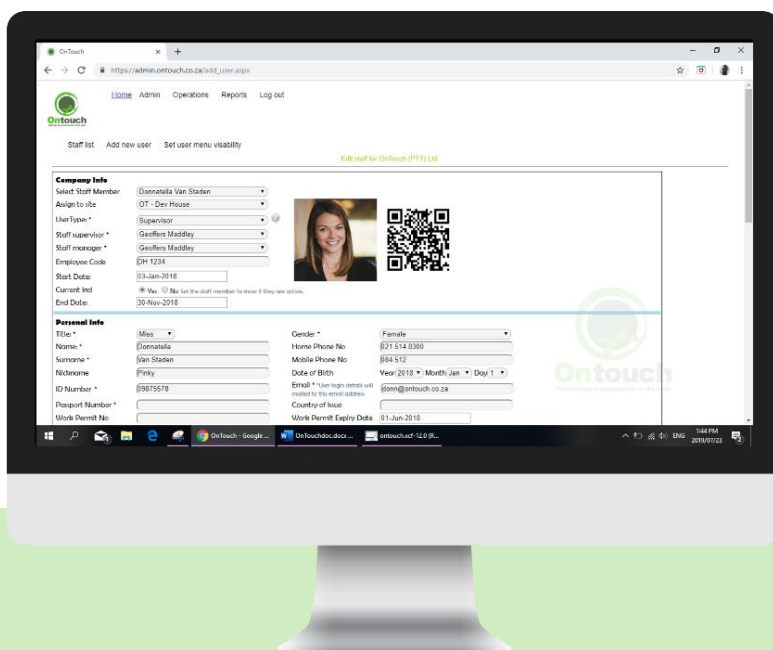 OnTouch
https://admin.ontouch.co.za/add_user.aspx
Home Admin Operations Reports Log out
Ontouch
Staff list Add new user Set user menu visability
Edit staff for OnTouch (PTY) Ltd
Company Info
Select Staff Member Donnatella Van Staden
Assign to site OT - Dev House
UserType: * Supervisor
Staff supervisor * Geoffers Maddley
Staff manager * Geoffers Maddley
Employee Code DH 1234
Start Date: 03-Jan-2018
Current Ind Yes No Set the staff member to show if they are active.
End Date: 30-Nov-2018
Personal Info
Title: * Miss Gender * Female
Name: * Donnatella Home Phone No 021 514 8300
Surname * Van Staden Mobile Phone No 084 512
Nickname Pinky Date of Birth Year 2018 Month Jan Day 1
ID Number * 09875578 Email * *User login details will mailed to this email address donn@ontouch.co.za
Passport Number * Country of Issue
Work Permit No Work Permit Expiry Date 01-Jun-2018
Ontouch
OnTouch - Google... OnTouchdoc.docx ... ontouch.xcf-12.0 (R... ENG 1:44 PM
2019/07/23